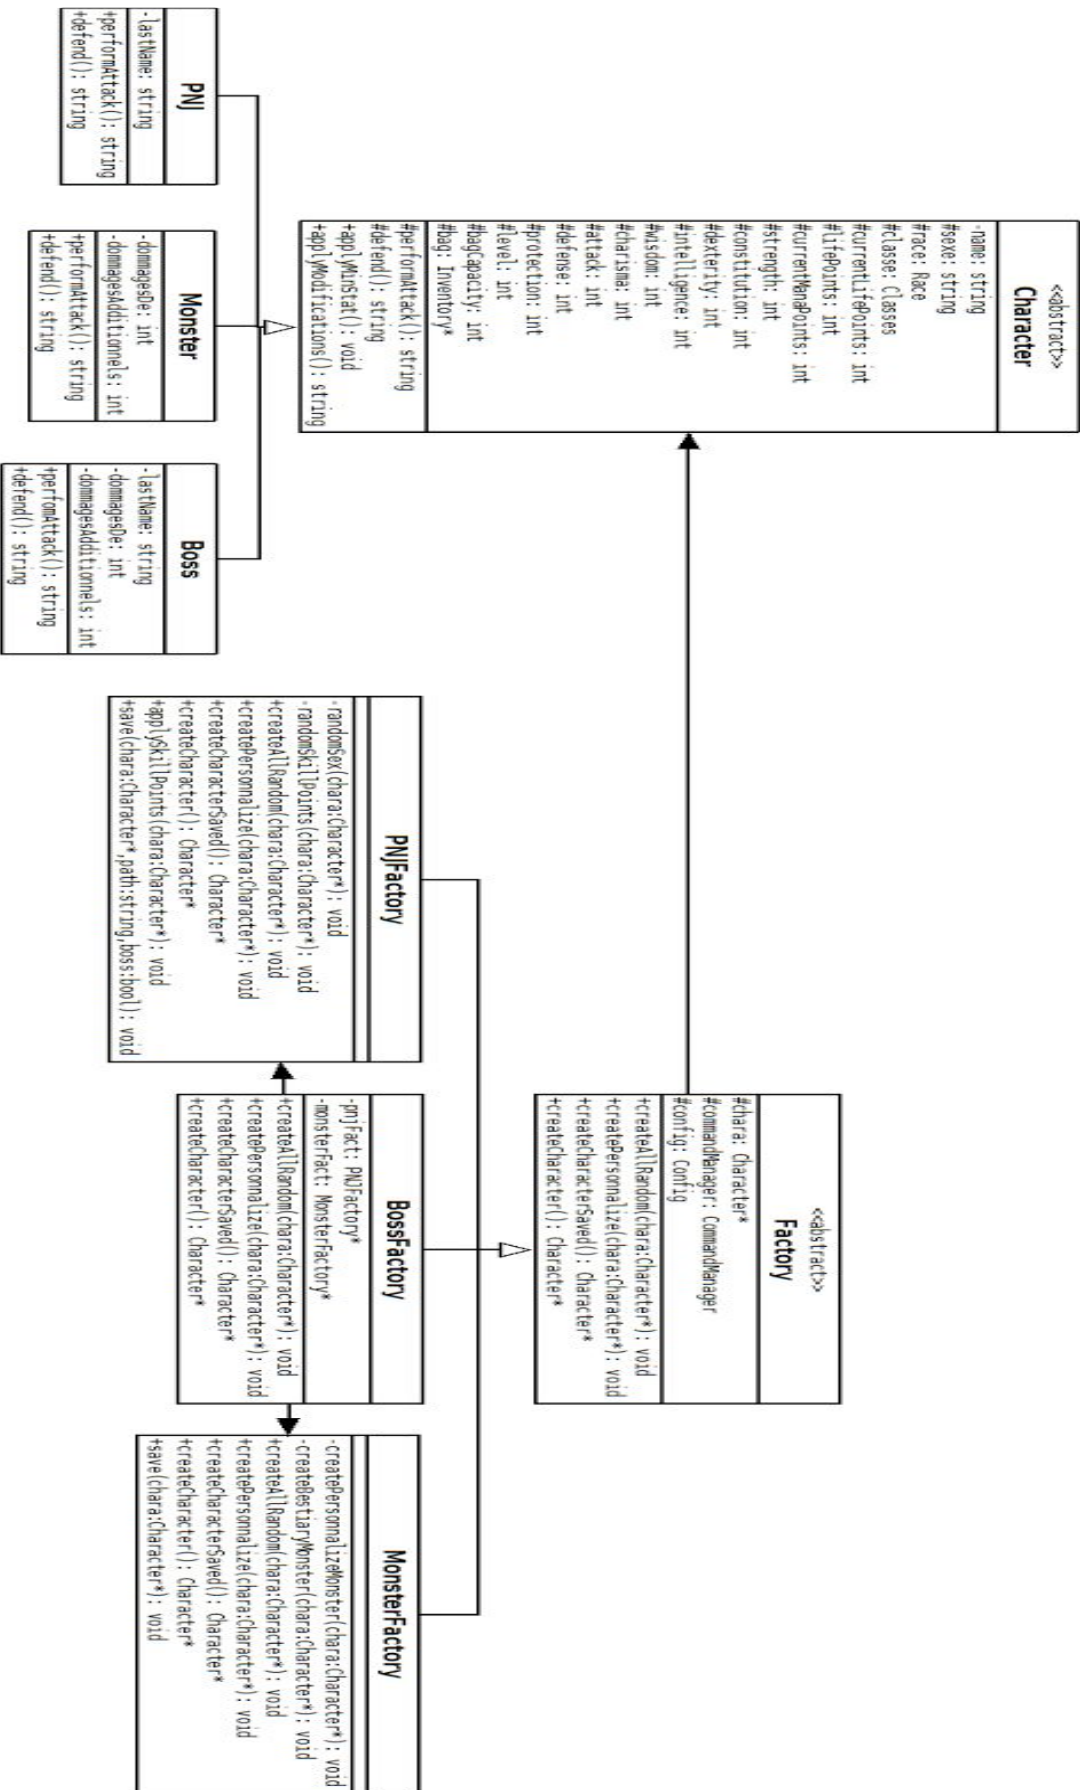 <<abstract>>
Character
-name: string
#sexe: string
#race: Race
#classe: Classes
#currentLifePoints: int
#lifePoints: int
#currentManaPoints: int
#strength: int
#constitution: int
#dexterity: int
#intelligence: int
#wisdom: int
#charisma: int
#attack: int
#defense: int
#protection: int
#level: int
#bagCapacity: int
#bag: Inventory*
#performAttack(): string
#defend(): string
+applyMinStat(): void
+applyModifications(): string
PNJ
-lastName: string
+performAttack(): string
+defend(): string
Monster
-dommagesDe: int
-dommagesAdditionnels: int
+performAttack(): string
+defend(): string
Boss
-lastName: string
-dommagesDe: int
-dommagesAdditionnels: int
+perfomAttack(): string
+defend(): string
<<abstract>>
Factory
#chara: Character*
#commandManager: CommandManager
#config: Config
+createAllRandom(chara:Character*): void
+createPersonnalize(chara:Character*): void
+createCharacterSaved(): Character*
+createCharacter(): Character*
PNJFactory
-randomSex(chara:Character*): void
-randomSkillPoints(chara:Character*): void
+createAllRandom(chara:Character*): void
+createPersonnalize(chara:Character*): void
+createCharacterSaved(): Character*
+createCharacter(): Character*
+applySkillPoints(chara:Character*): void
+save(chara:Character*,path:string,boss:bool): void
BossFactory
-pnjFact: PNJFactory*
-monsterFact: MonsterFactory*
+createAllRandom(chara:Character*): void
+createPersonnalize(chara:Character*): void
+createCharacterSaved(): Character*
+createCharacter(): Character*
MonsterFactory
-createPersonnalizeMonster(chara:Character*): void
-createBestiaryMonster(chara:Character*): void
+createAllRandom(chara:Character*): void
+createPersonnalize(chara:Character*): void
+createCharacterSaved(): Character*
+createCharacter(): Character*
+save(chara:Character*): void